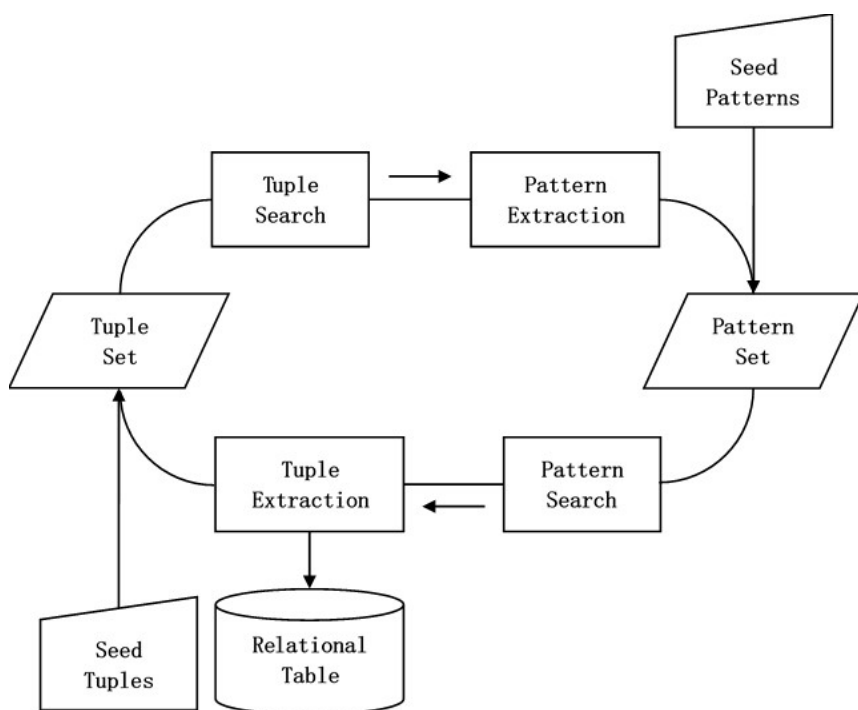 Seed
Patterns
Tuple
Search
Pattern
Extraction
Tuple
Set
Pattern
Set
Tuple
Extraction
Pattern
Search
Seed
Tuples
Relational
Table